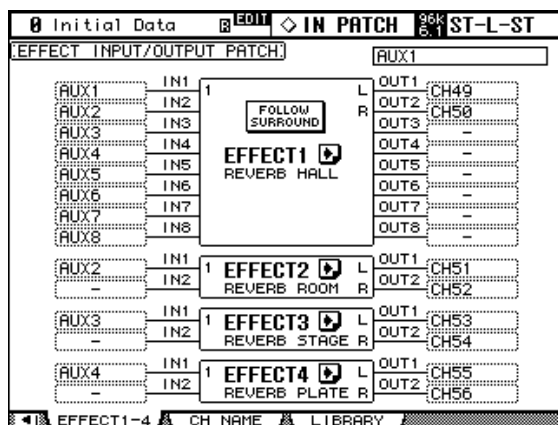 0 Initial Data R EDIT ◇ IN PATCH 96k 6.1 ST-L-ST
EFFECT INPUT/OUTPUT PATCH AUX1
AUX1 IN1 1 L OUT1 CH49
AUX2 IN2 R OUT2 CH50
AUX3 IN3 FOLLOW SURROUND OUT3 -
AUX4 IN4 EFFECT1 OUT4 -
AUX5 IN5 REVERB HALL OUT5 -
AUX6 IN6 OUT6 -
AUX7 IN7 OUT7 -
AUX8 IN8 OUT8 -
AUX2 IN1 1 EFFECT2 L OUT1 CH51
- IN2 REVERB ROOM R OUT2 CH52
AUX3 IN1 1 EFFECT3 L OUT1 CH53
- IN2 REVERB STAGE R OUT2 CH54
AUX4 IN1 1 EFFECT4 L OUT1 CH55
- IN2 REVERB PLATE R OUT2 CH56
EFFECT1-4 CH NAME LIBRARY